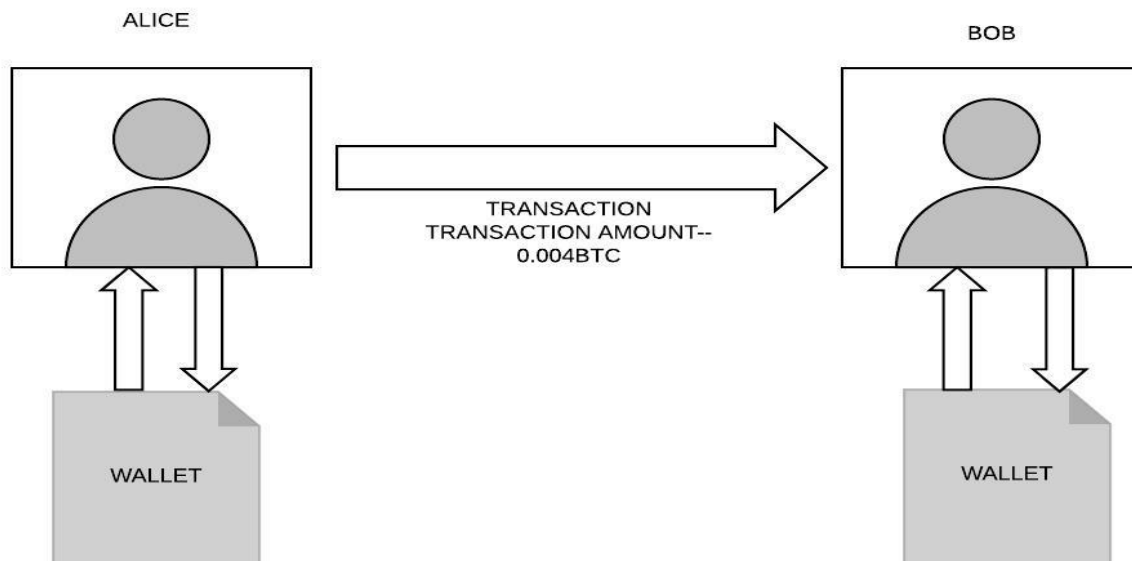 ALICE
BOB
TRANSACTION
TRANSACTION AMOUNT--
0.004BTC
WALLET
WALLET